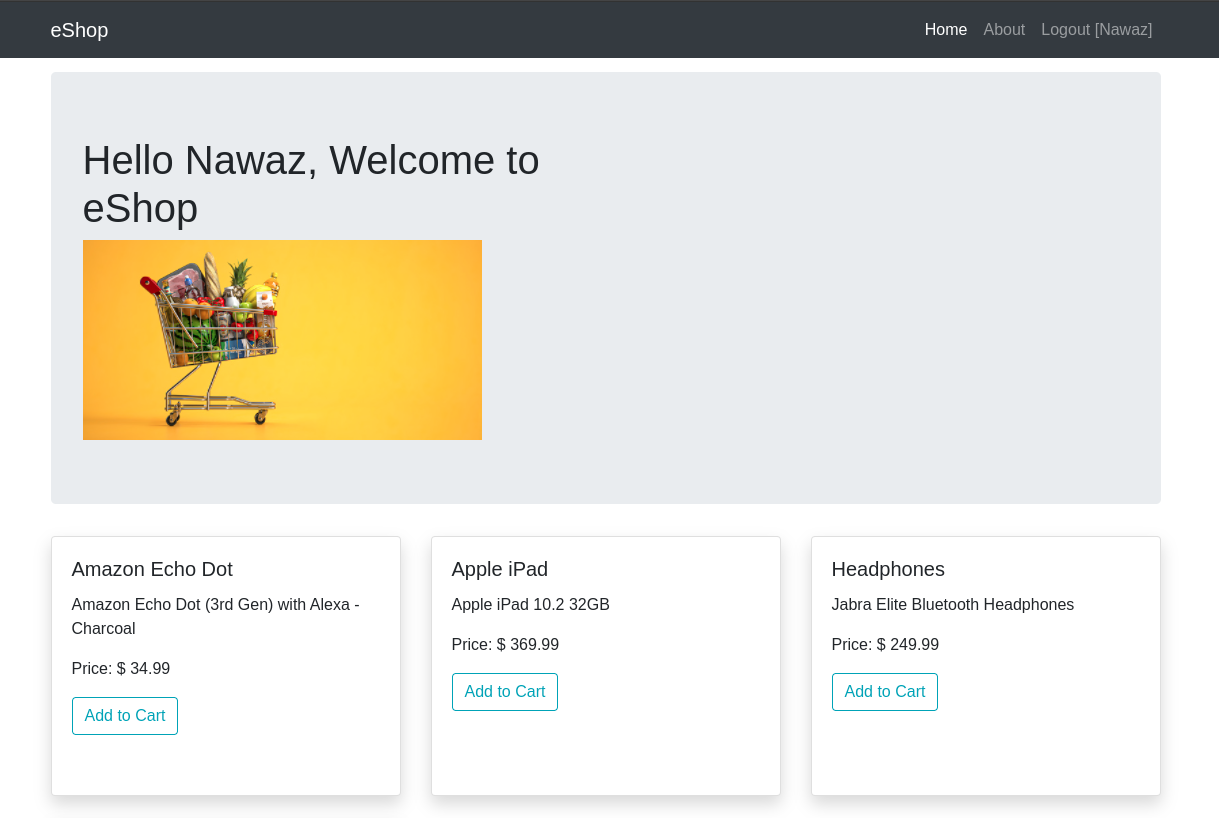 eShop
Home About Logout [Nawaz]
Hello Nawaz, Welcome to
eShop
Amazon Echo Dot
Amazon Echo Dot (3rd Gen) with Alexa -
Charcoal
Price: $ 34.99
Add to Cart
Apple iPad
Apple iPad 10.2 32GB
Price: $ 369.99
Add to Cart
Headphones
Jabra Elite Bluetooth Headphones
Price: $ 249.99
Add to Cart